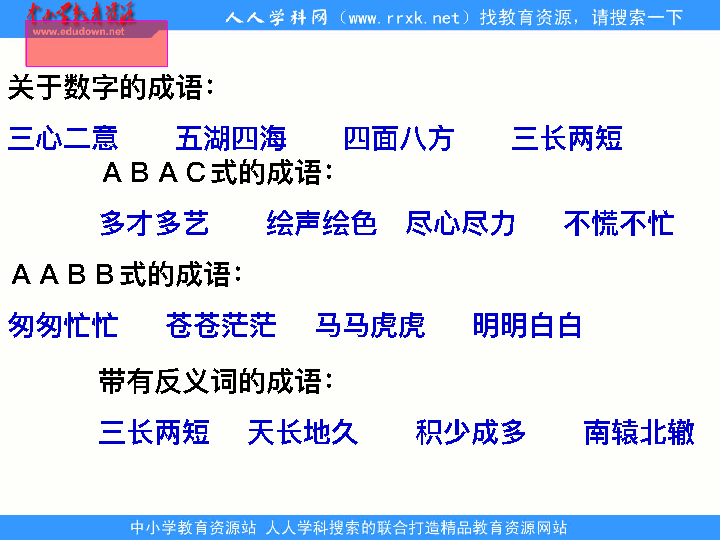 中小学教育资源站
www.edudown.net
人人学科网（www.rrxk.net）找教育资源，请搜索一下
关于数字的成语：
三心二意 五湖四海 四面八方 三长两短
ＡＢＡＣ式的成语：
多才多艺 绘声绘色 尽心尽力 不慌不忙
ＡＡＢＢ式的成语：
匆匆忙忙 苍苍茫茫 马马虎虎 明明白白
带有反义词的成语：
三长两短 天长地久 积少成多 南辕北辙
中小学教育资源站 人人学科搜索的联合打造精品教育资源网站